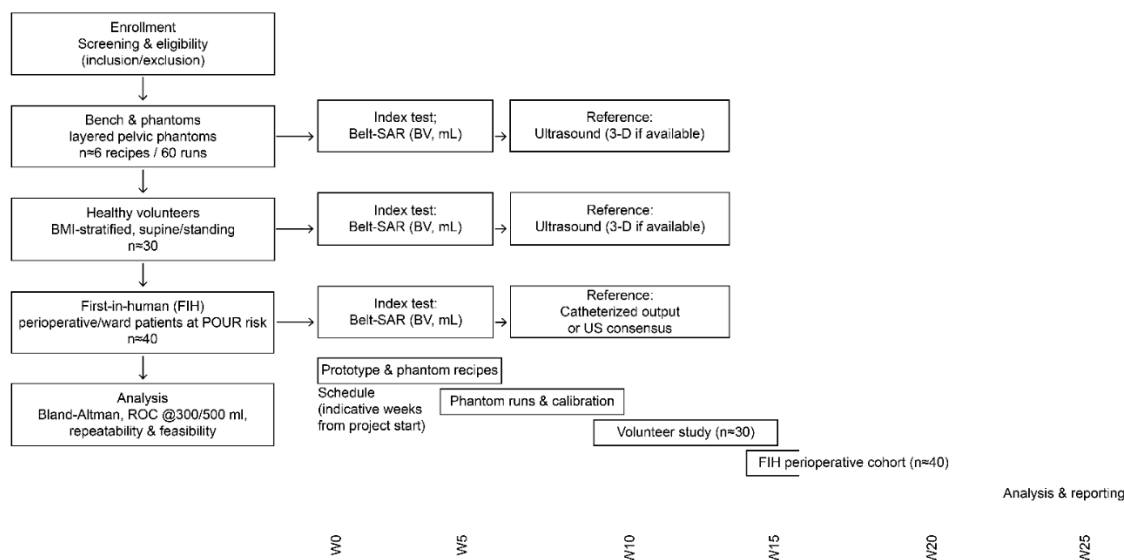 Enrollment
Screening & eligibility
(inclusion/exclusion)
Bench & phantoms
layered pelvic phantoms
n≈6 recipes / 60 runs
Index test;
Belt-SAR (BV, mL)
Reference:
Ultrasound (3-D if available)
Healthy volunteers
BMI-stratified, supine/standing
n≈30
Index test:
Belt-SAR (BV, mL)
Reference:
Ultrasound (3-D if available)
First-in-human (FIH)
perioperative/ward patients at POUR risk
n≈40
Index test:
Belt-SAR (BV, mL)
Reference:
Catheterized output
or US consensus
Analysis
Bland-Altman, ROC @300/500 ml,
repeatability & feasibility
Prototype & phantom recipes
Schedule
(indicative weeks
from project start)
Phantom runs & calibration
Volunteer study (n≈30)
FIH perioperative cohort (n≈40)
Analysis & reporting
W0
W5
W10
W15
W20
W25